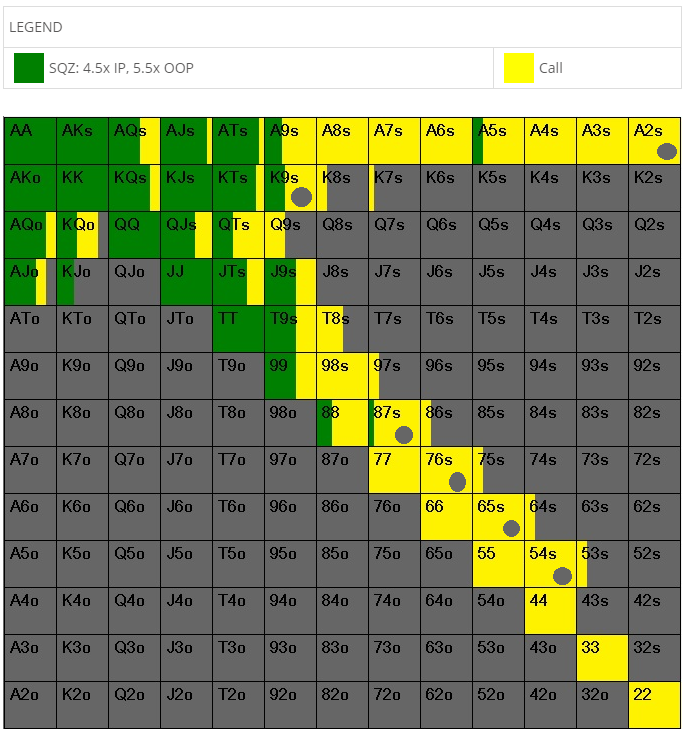 LEGEND
SQZ: 4.5x IP, 5.5x OOP Call
AA AKs AQs AJs ATs A9s A8s A7s A6s A5s A4s A3s A2s
AKo KK KQs KJs KTs K9s K8s K7s K6s K5s K4s K3s K2s
AQo KQo QQ QJs QTs Q9s Q8s Q7s Q6s Q5s Q4s Q3s Q2s
AJo KJo QJo JJ JTs J9s J8s J7s J6s J5s J4s J3s J2s
ATo KTo QTo JTo TT T9s T8s T7s T6s T5s T4s T3s T2s
A9o K9o Q9o J9o T9o 99 98s 97s 96s 95s 94s 93s 92s
A8o K8o Q8o J8o T8o 98o 88 87s 86s 85s 84s 83s 82s
A7o K7o Q7o J7o T7o 97o 87o 77 76s 75s 74s 73s 72s
A6o K6o Q6o J6o T6o 96o 86o 76o 66 65s 64s 63s 62s
A5o K5o Q5o J5o T5o 95o 85o 75o 65o 55 54s 53s 52s
A4o K4o Q4o J4o T4o 94o 84o 74o 64o 54o 44 43s 42s
A3o K3o Q3o J3o T3o 93o 83o 73o 63o 53o 43o 33 32s
A2o K2o Q2o J2o T2o 92o 82o 72o 62o 52o 42o 32o 22